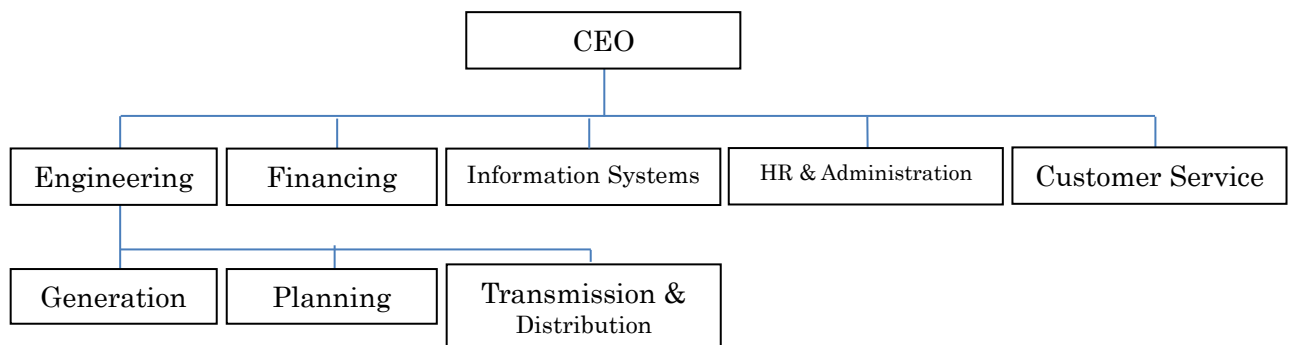 CEO
Engineering
Financing
Information Systems
HR & Administration
Customer Service
Generation
Planning
Transmission &
Distribution